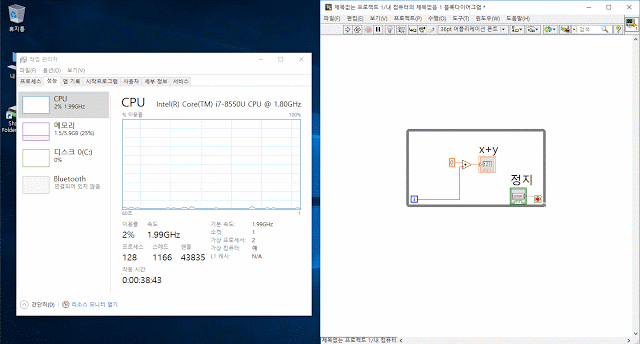 휴지통
내
Sha
Folder
작업 관리자
파일(F) 옵션(O) 보기(V)
프로세스 성능 앱 기록 시작프로그램 사용자 세부 정보 서비스
CPU
2% 1.99GHz
메모리
1.5/5.9GB (25%)
디스크 0(C:)
0%
Bluetooth
연결되어 있지 않음
CPU Intel(R) Core(TM) i7-8550U CPU @ 1.80GHz
% 이용률 100%
60초 1
이용률 속도
2% 1.99GHz
프로세스 스레드 핸들
128 1166 43835
작동 시간
0:00:38:43
기본 속도: 1.99GHz
소켓: 1
가상 프로세서: 2
가상 컴퓨터: 예
L1 캐시: N/A
간단히(D) 리소스 모니터 열기
제목없는 프로젝트 1/내 컴퓨터의 제목없음 1 블록다이어그램 *
파일(F) 편집(E) 보기(V) 프로젝트(P) 수행(O) 도구(T) 윈도우(W) 도움말(H)
36pt 어플리케이션 폰트 검색
x+y
0
정지
i
제목없는 프로젝트 1/내 컴퓨터